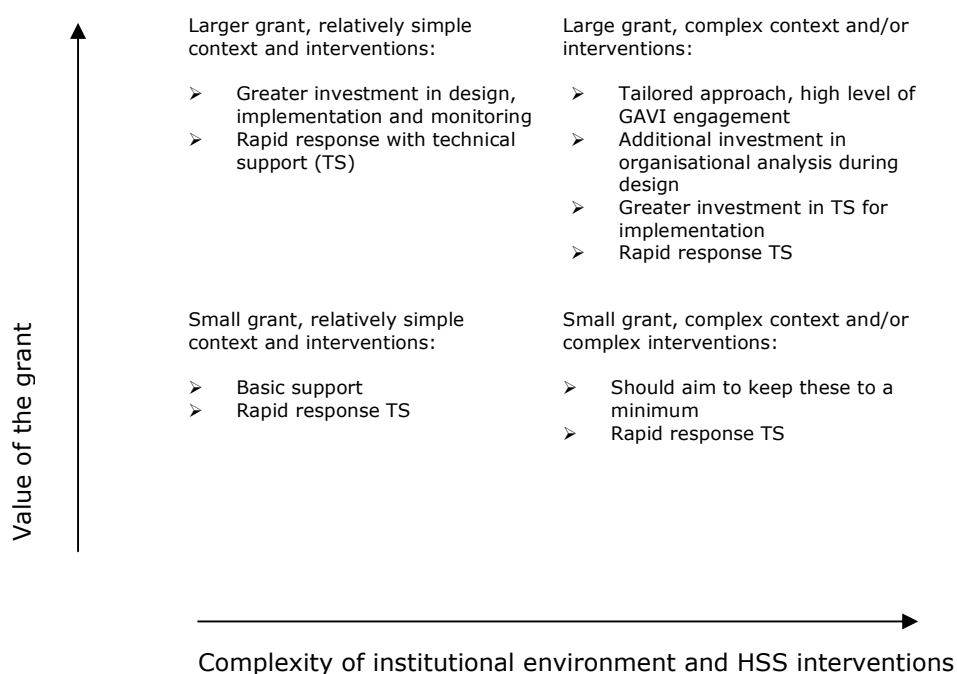 Larger grant, relatively simple
context and interventions:
➢ Greater investment in design,
implementation and monitoring
➢ Rapid response with technical
support (TS)
Large grant, complex context and/or
interventions:
➢ Tailored approach, high level of
GAVI engagement
➢ Additional investment in
organisational analysis during
design
➢ Greater investment in TS for
implementation
➢ Rapid response TS
Value of the grant
Small grant, relatively simple
context and interventions:
➢ Basic support
➢ Rapid response TS
Small grant, complex context and/or
complex interventions:
➢ Should aim to keep these to a
minimum
➢ Rapid response TS
Complexity of institutional environment and HSS interventions